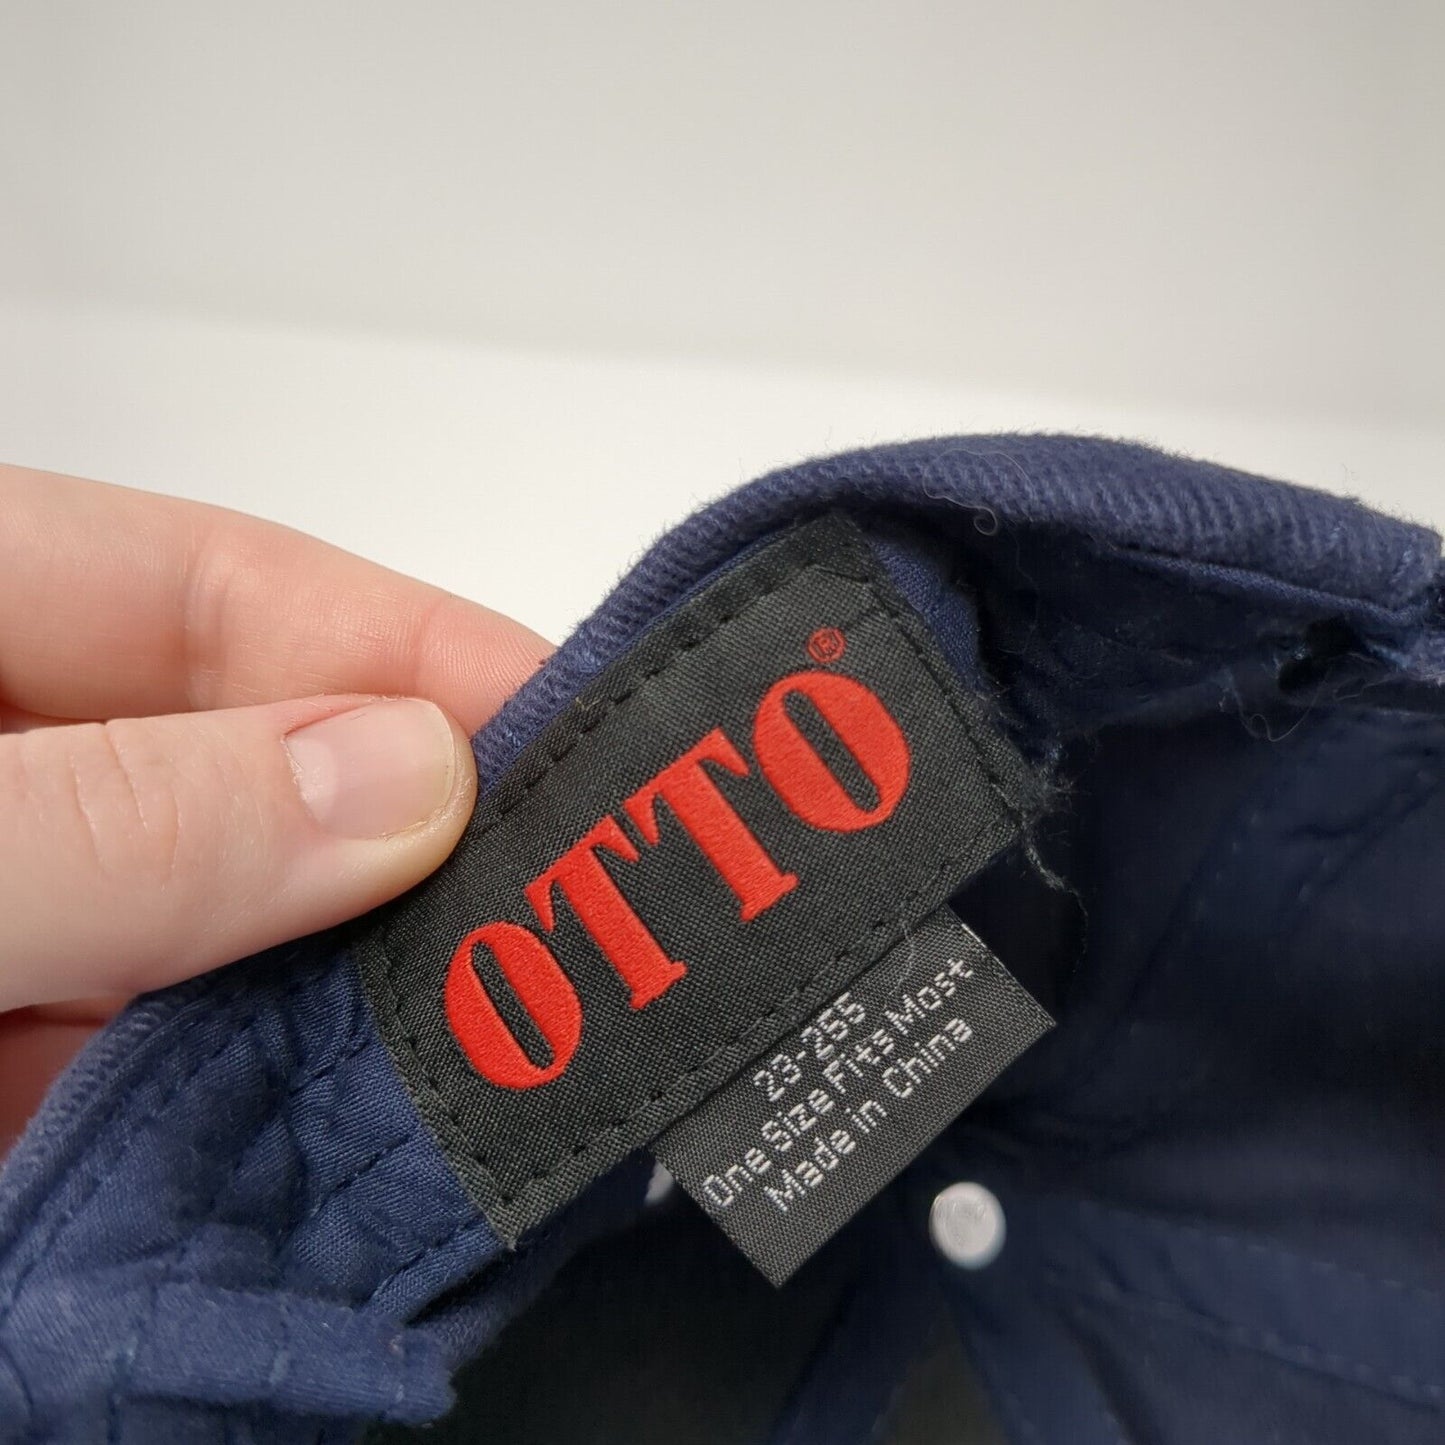 OTTO®
23-255
One Size Fits Most
Made in China